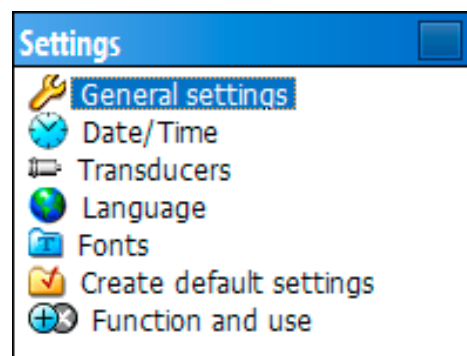 Settings
General settings
Date/Time
Transducers
Language
Fonts
Create default settings
Function and use